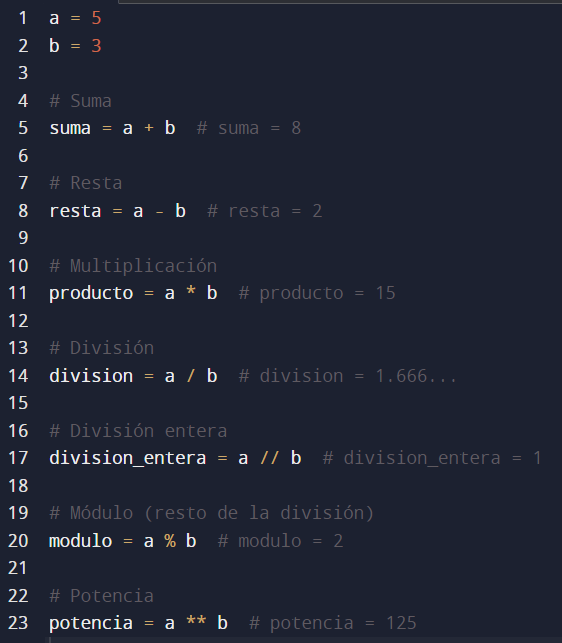 1 a = 5
2 b = 3
3
4 # Suma
5 suma = a + b  # suma = 8
6
7 # Resta
8 resta = a - b  # resta = 2
9
10 # Multiplicación
11 producto = a * b  # producto = 15
12
13 # División
14 division = a / b  # division = 1.666...
15
16 # División entera
17 division_entera = a // b  # division_entera = 1
18
19 # Módulo (resto de la división)
20 modulo = a % b  # modulo = 2
21
22 # Potencia
23 potencia = a ** b  # potencia = 125